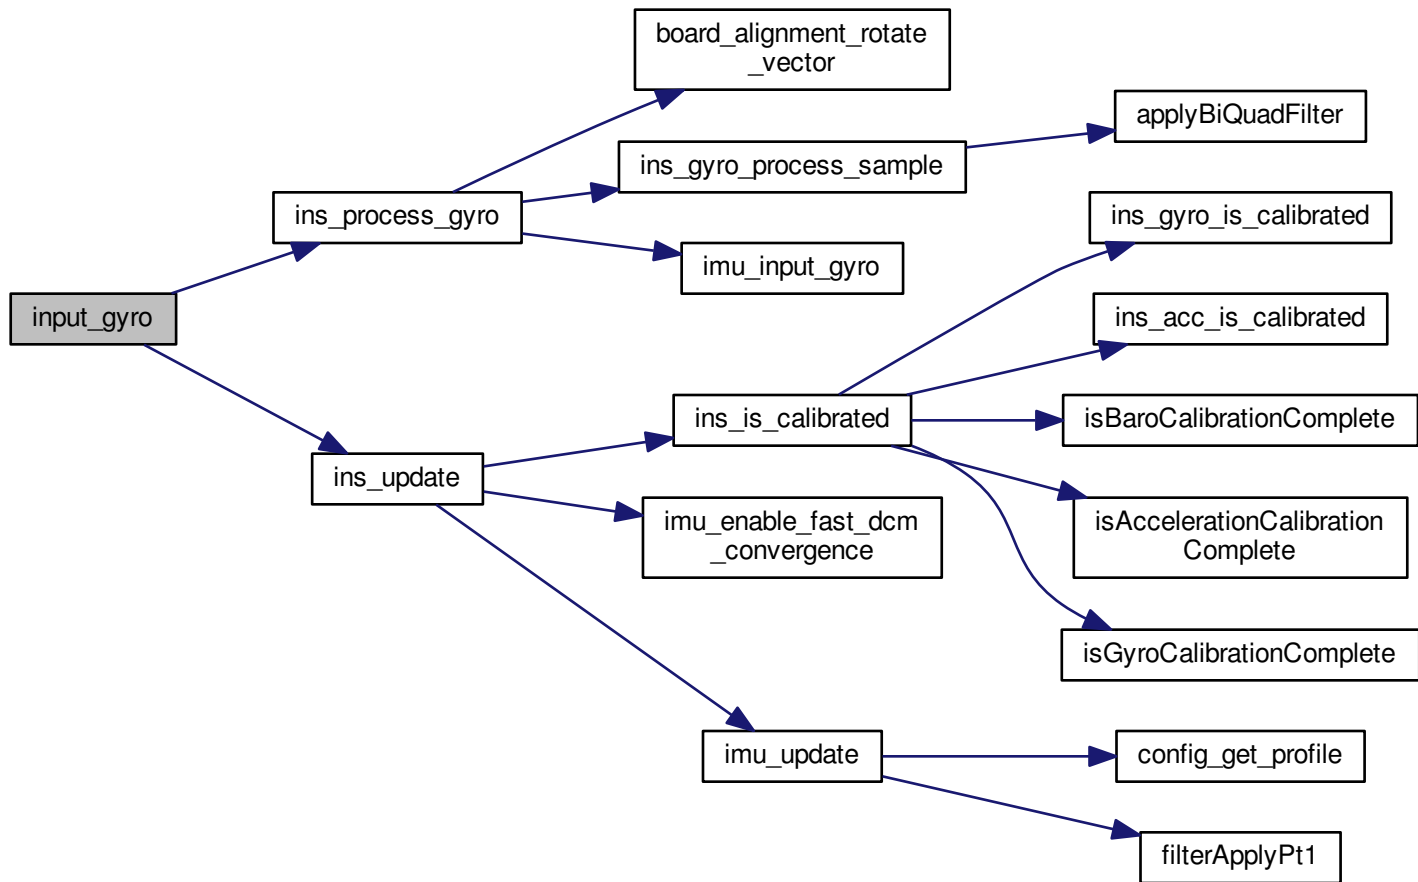 board_alignment_rotate
_vector
applyBiQuadFilter
ins_gyro_process_sample
ins_process_gyro
ins_gyro_is_calibrated
imu_input_gyro
input_gyro
ins_acc_is_calibrated
ins_is_calibrated
isBaroCalibrationComplete
ins_update
imu_enable_fast_dcm
_convergence
isAccelerationCalibration
Complete
isGyroCalibrationComplete
imu_update
config_get_profile
filterApplyPt1